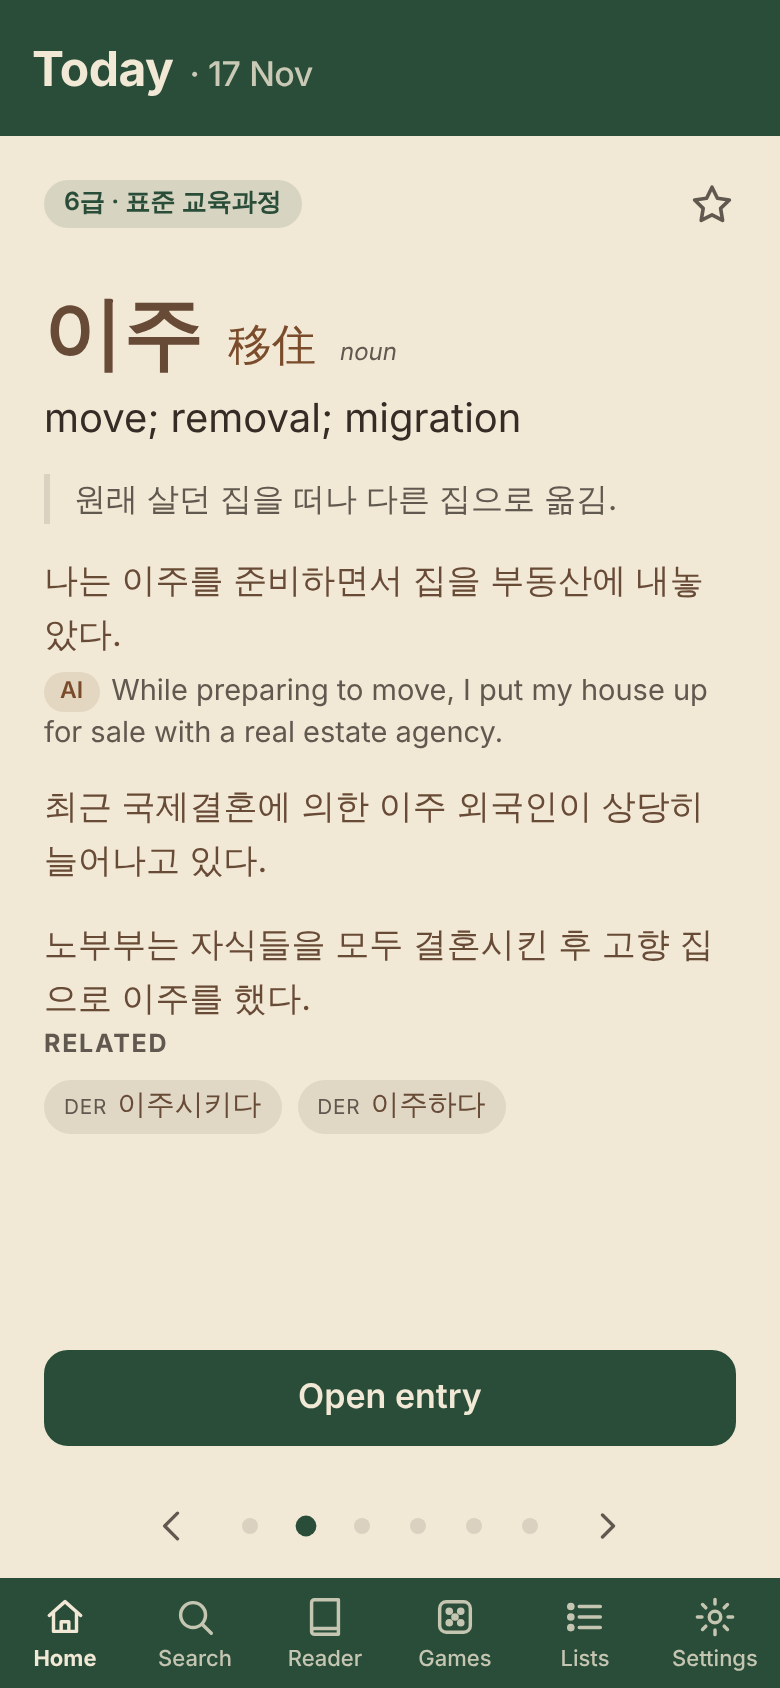 Today · 17 Nov
6급 · 표준 교육과정
이주 移住 noun
move; removal; migration
원래 살던 집을 떠나 다른 집으로 옮김.
나는 이주를 준비하면서 집을 부동산에 내놓
았다.
AI While preparing to move, I put my house up
for sale with a real estate agency.
최근 국제결혼에 의한 이주 외국인이 상당히
늘어나고 있다.
노부부는 자식들을 모두 결혼시킨 후 고향 집
으로 이주를 했다.
RELATED
DER 이주시키다 DER 이주하다
Open entry
Home Search Reader Games Lists Settings